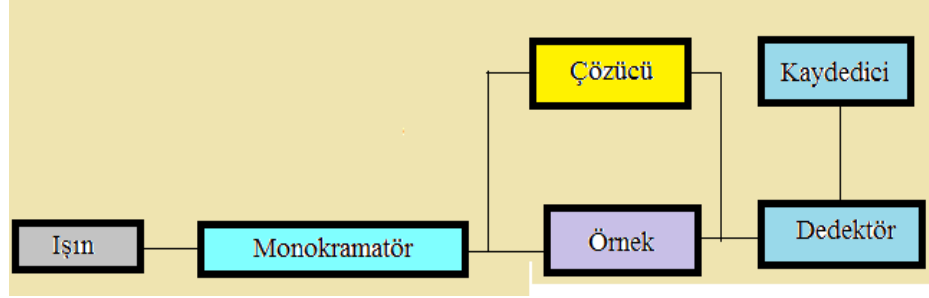 Çözücü
Kaydedici
Işın
Monokramatör
Örnek
Dedektör